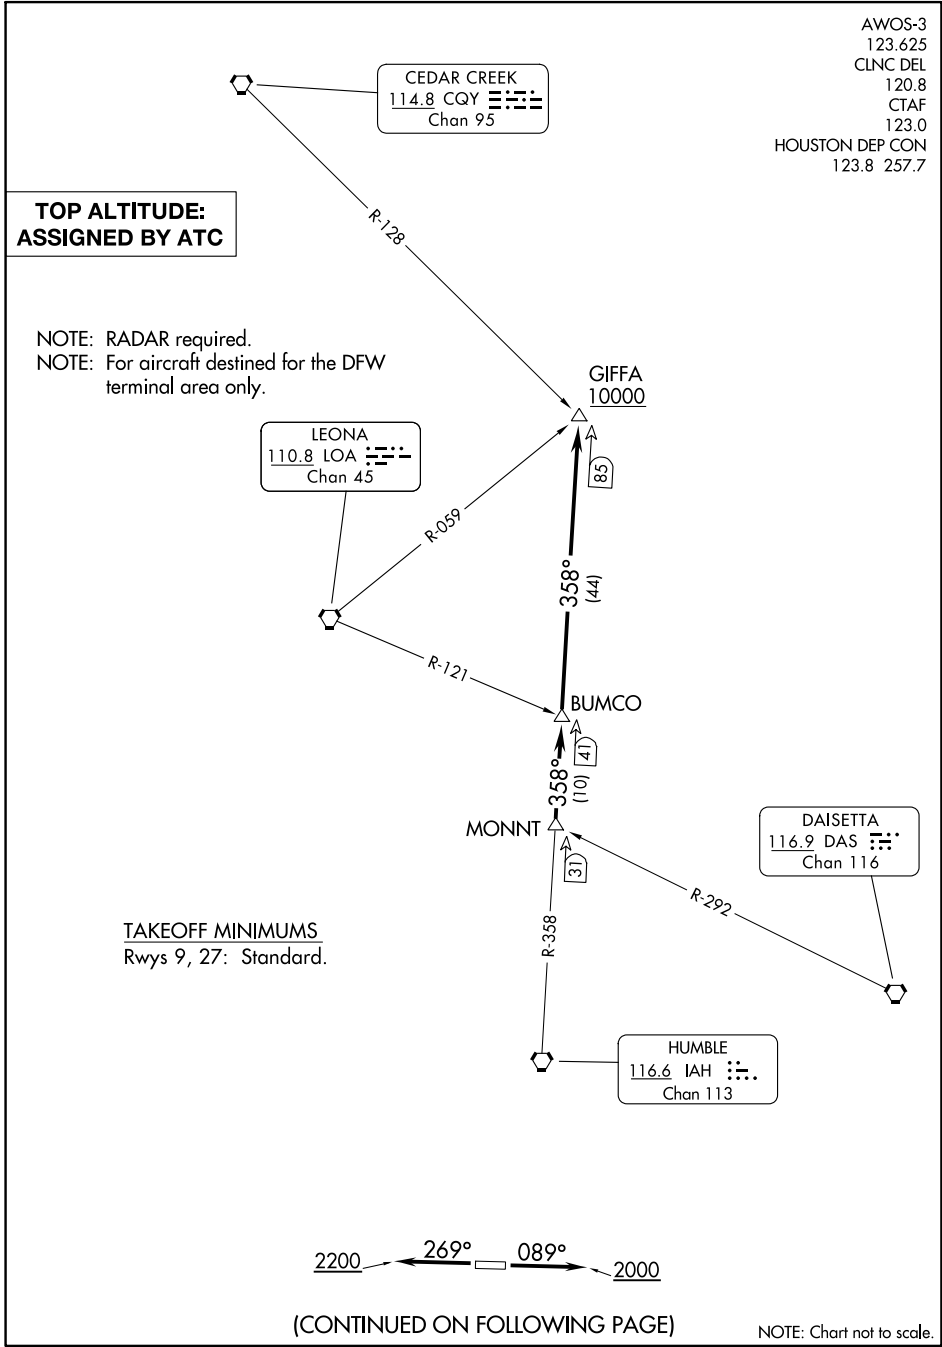 AWOS-3
123.625
CLNC DEL
120.8
CTAF
123.0
HOUSTON DEP CON
123.8 257.7
CEDAR CREEK
114.8 CQY
Chan 95
TOP ALTITUDE:
ASSIGNED BY ATC
R-128
NOTE: RADAR required.
NOTE: For aircraft destined for the DFW
terminal area only.
GIFFA
10000
LEONA
110.8 LOA
Chan 45
85
R-059
358°
(44)
R-121
BUMCO
41
358°
(10)
MONNT
31
DAISETTA
116.9 DAS
Chan 116
R-292
R-358
TAKEOFF MINIMUMS
Rwys 9, 27: Standard.
HUMBLE
116.6 IAH
Chan 113
2200 269° 089° 2000
(CONTINUED ON FOLLOWING PAGE)
NOTE: Chart not to scale.